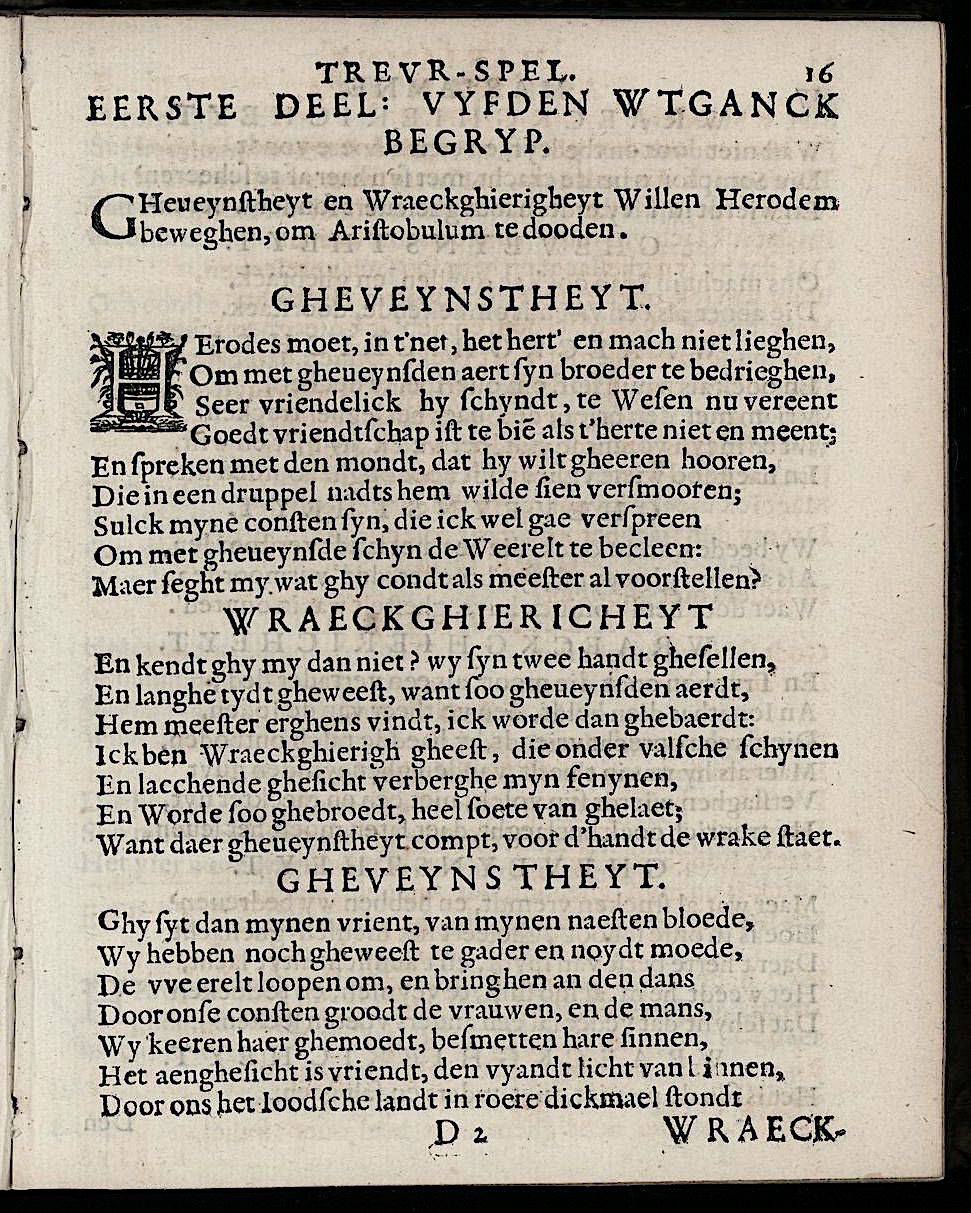 TREVR-SPEL. 16
EERSTE DEEL: VYFDEN WTGANCK
BEGRYP.
GHeueynſtheyt en Wraeckghierigheyt Willen Herodem
beweghen, om Ariſtobulum te dooden.
GHEVEYNSTHEYT.
HErodes moet, in t'net, het hert' en mach niet lieghen,
Om met gheueynſden aert ſyn broeder te bedrieghen,
Seer vriendelick hy ſchyndt, te Weſen nu vereent
Goedt vriendtſchap iſt te biē als t'herte niet en meent;
En ſpreken met den mondt, dat hy wilt gheeren hooren,
Die in een druppel nadts hem wilde ſien verſmooren;
Sulck myne conſten ſyn, die ick wel gae verſpreen
Om met gheueynſde ſchyn de Weerelt te becleen:
Maer ſeght my wat ghy condt als meeſter al voorſtellen?
WRAECKGHIERICHEYT
En kendt ghy my dan niet? wy ſyn twee handt gheſellen,
En langhe tydt gheweeſt, want ſoo gheueynſden aerdt,
Hem meeſter erghens vindt, ick worde dan ghebaerdt:
Ick ben Wraeckghierigh gheeſt, die onder valſche ſchynen
En lacchende gheſicht verberghe myn fenynen,
En Worde ſoo ghebroedt, heel ſoete van ghelaet;
Want daer gheueynſtheyt compt, voor d'handt de wrake ſtaet.
GHEVEYNSTHEYT.
Ghy ſyt dan mynen vrient, van mynen naeſten bloede,
Wy hebben noch gheweeſt te gader en noydt moede,
De vve erelt loopen om, en bringhen an den dans
Door onſe conſten groodt de vrauwen, en de mans,
Wy keeren haer ghemoedt, beſmetten hare ſinnen,
Het aengheſicht is vriendt, den vyandt licht van binnen,
Door ons het Ioodſche landt in roere dickmael ſtondt
D 2 WRAECK-